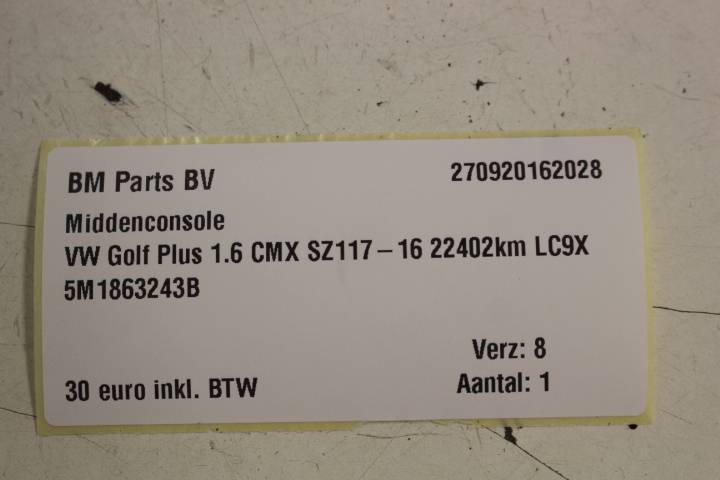 BM Parts BV 270920162028
Middenconsole
VW Golf Plus 1.6 CMX SZ117-16 22402km LC9X
5M1863243B
Verz: 8
30 euro inkl. BTW Aantal: 1